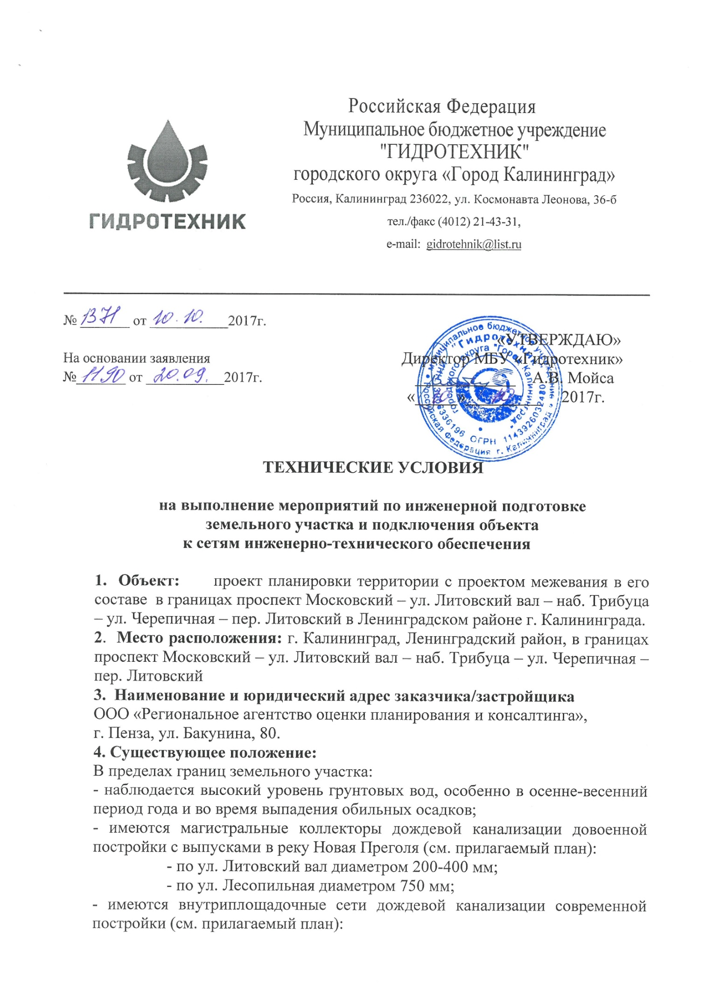 Российская Федерация
Муниципальное бюджетное учреждение
"ГИДРОТЕХНИК"
городского округа «Город Калининград»
Россия, Калининград 236022, ул. Космонавта Леонова, 36-б
тел./факс (4012) 21-43-31,
e-mail: gidrotehnik@list.ru
ГИДРОТЕХНИК
№ 1371 от 10.10. 2017г.
На основании заявления
№ 1190 от 20.09. 2017г.
«УТВЕРЖДАЮ»
Директор МБУ «Гидротехник»
А.В. Мойса
«10» 10 2017г.
муниципальное бюджетное учреждение
"Гидротехник"
городского округа "Город Калининград"
ОГРН 1143926032480
Российская Федерация г. Калининград
ТЕХНИЧЕСКИЕ УСЛОВИЯ
на выполнение мероприятий по инженерной подготовке
земельного участка и подключения объекта
к сетям инженерно-технического обеспечения
1. Объект: проект планировки территории с проектом межевания в его
составе в границах проспект Московский – ул. Литовский вал – наб. Трибуца
– ул. Черепичная – пер. Литовский в Ленинградском районе г. Калининграда.
2. Место расположения: г. Калининград, Ленинградский район, в границах
проспект Московский – ул. Литовский вал – наб. Трибуца – ул. Черепичная –
пер. Литовский
3. Наименование и юридический адрес заказчика/застройщика
ООО «Региональное агентство оценки планирования и консалтинга»,
г. Пенза, ул. Бакунина, 80.
4. Существующее положение:
В пределах границ земельного участка:
- наблюдается высокий уровень грунтовых вод, особенно в осенне-весенний
период года и во время выпадения обильных осадков;
- имеются магистральные коллекторы дождевой канализации довоенной
постройки с выпусками в реку Новая Преголя (см. прилагаемый план):
- по ул. Литовский вал диаметром 200-400 мм;
- по ул. Лесопильная диаметром 750 мм;
- имеются внутриплощадочные сети дождевой канализации современной
постройки (см. прилагаемый план):